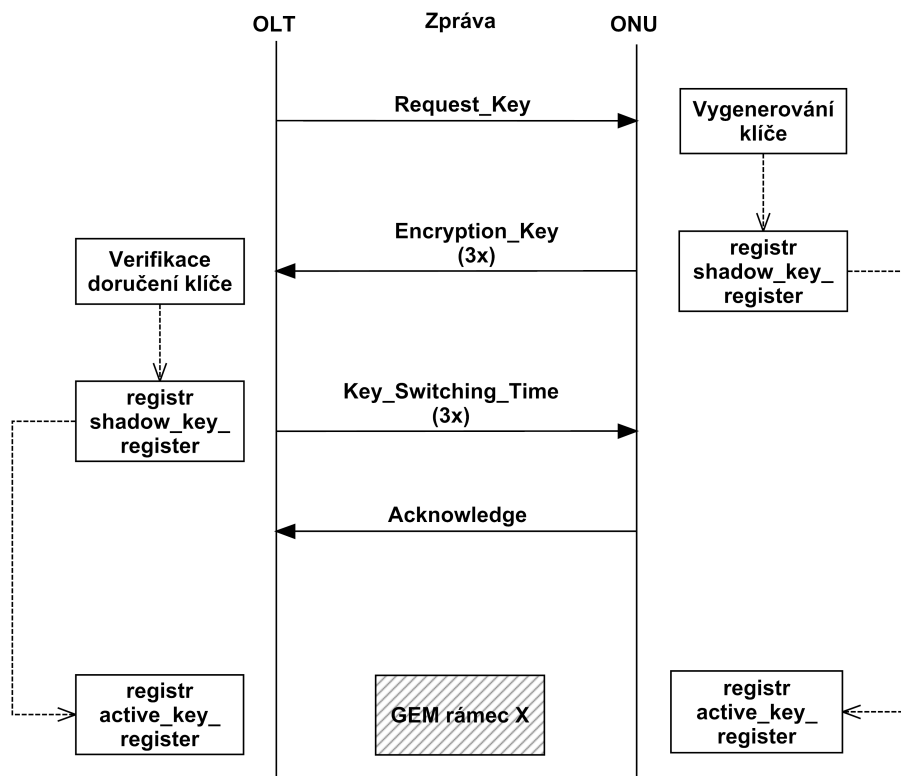 OLT
Zpráva
ONU
Request_Key
Vygenerování
klíče
Encryption_Key
(3x)
registr
shadow_key_
register
Verifikace
doručení klíče
Key_Switching_Time
(3x)
registr
shadow_key_
register
Acknowledge
registr
active_key_
register
GEM rámec X
registr
active_key_
register